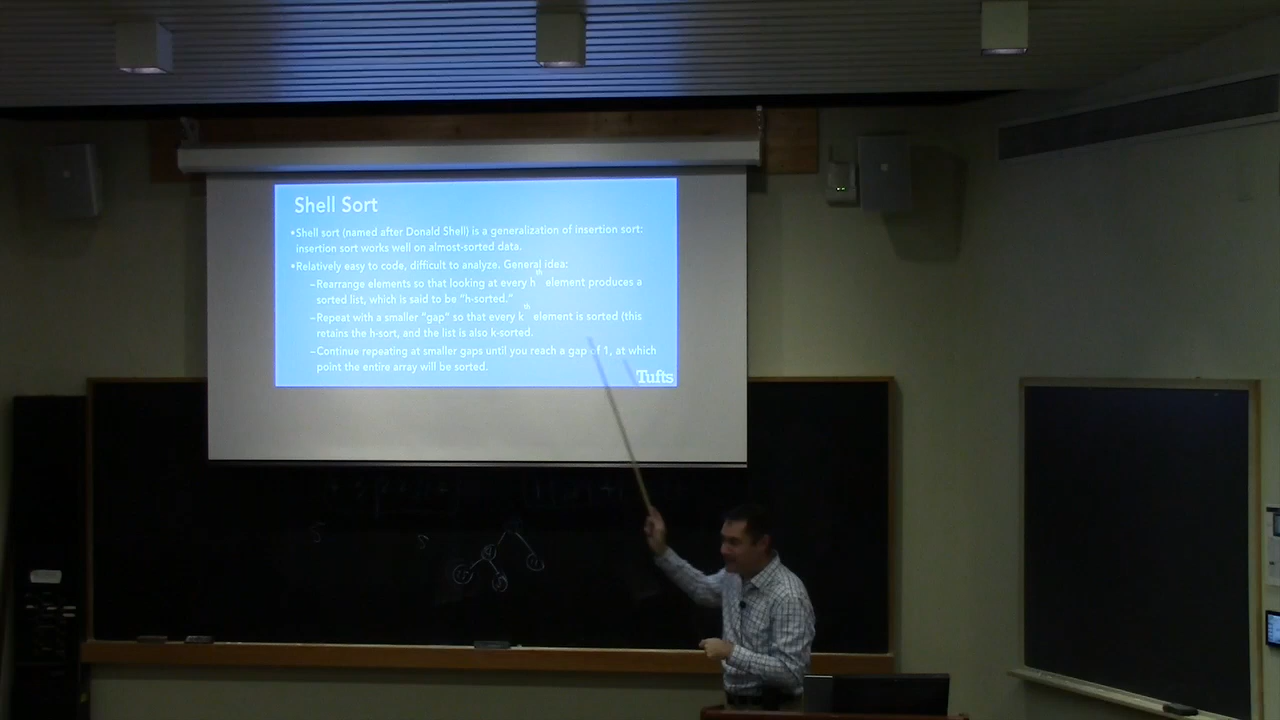 Shell Sort
•Shell sort (named after Donald Shell) is a generalization of insertion sort:
insertion sort works well on almost-sorted data.
•Relatively easy to code, difficult to analyze. General idea:
–Rearrange elements so that looking at every hth element produces a
sorted list, which is said to be "h-sorted."
–Repeat with a smaller "gap" so that every kth element is sorted (this
retains the h-sort, and the list is also k-sorted.
–Continue repeating at smaller gaps until you reach a gap of 1, at which
point the entire array will be sorted.
Tufts